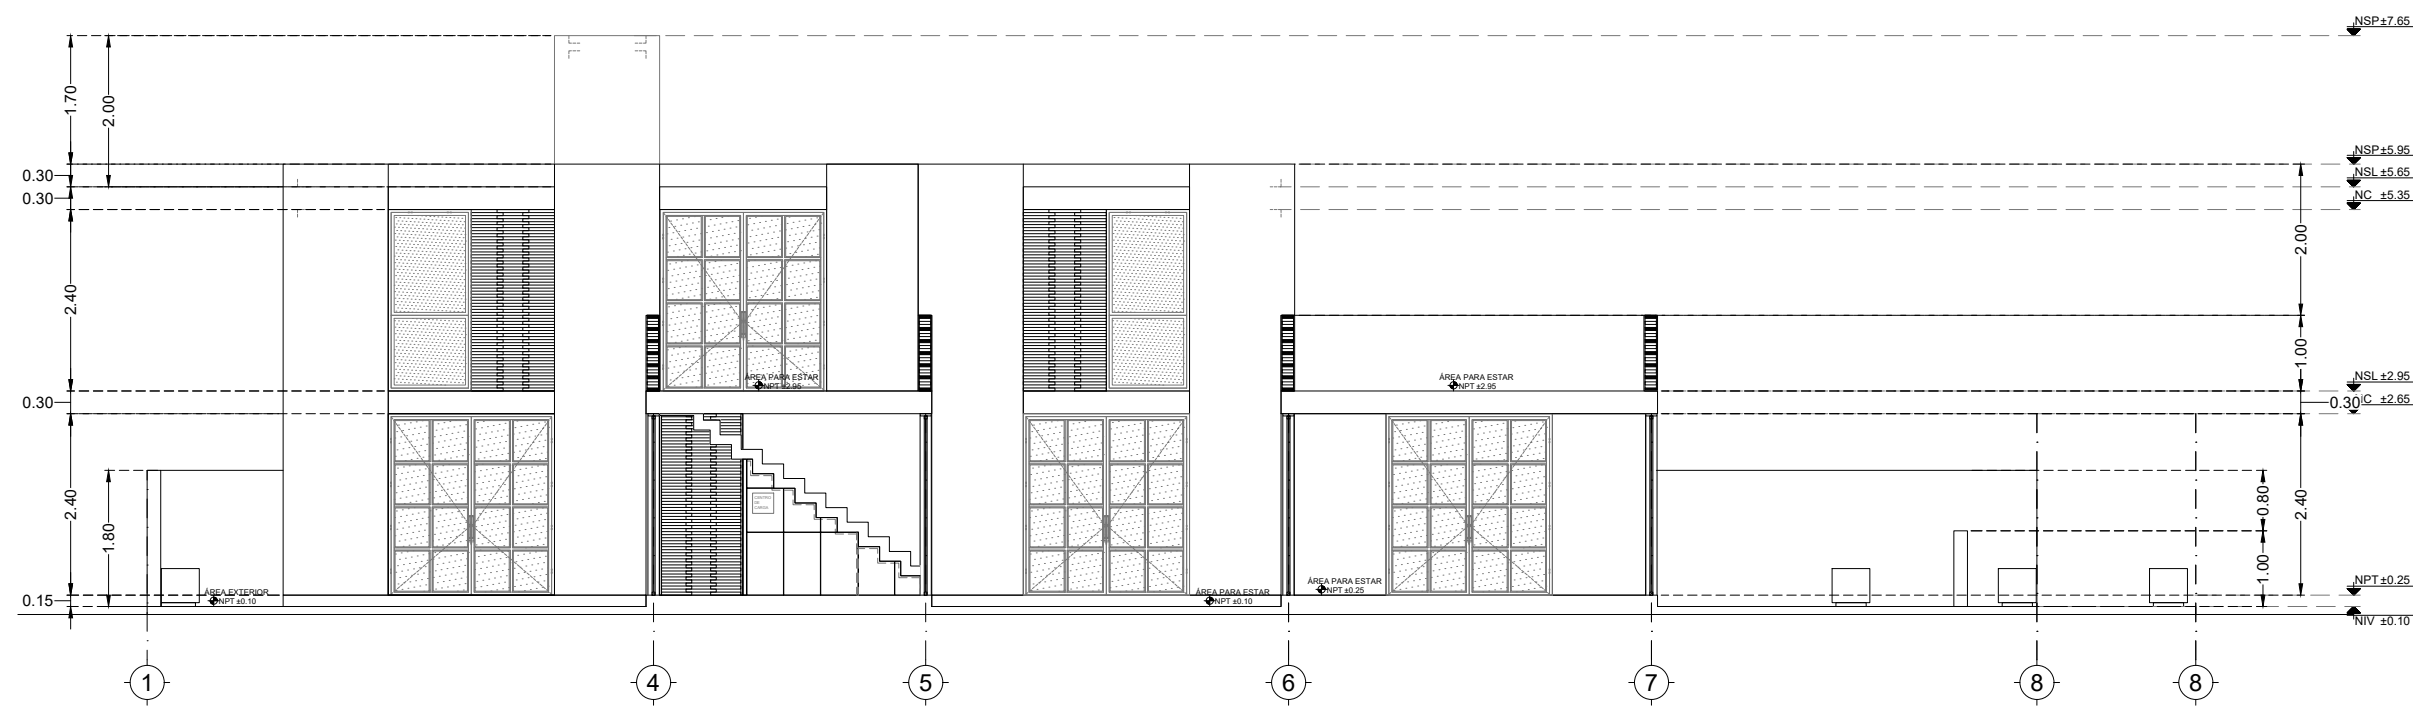 NSP±7.65
1.70
2.00
NSP±5.95
0.30
NSL ±5.65
0.30
NC ±5.35
2.00
2.40
1.00
ÁREA PARA ESTAR
NPT ±2.95
ÁREA PARA ESTAR
NPT ±2.95
NSL ±2.95
0.30
0.30
±2.65
2.40
1.80
CENTRO
DE
CARGA
0.80
2.40
1.00
ÁREA PARA ESTAR
NPT ±0.25
NPT ±0.25
ÁREA EXTERIOR
NPT ±0.10
ÁREA PARA ESTAR
NPT ±0.10
0.15
NIV ±0.10
1 4 5 6 7 8 8